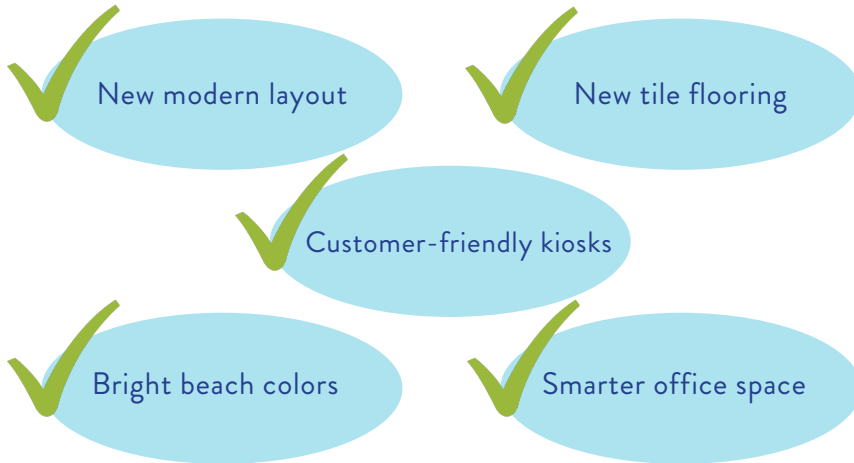 New modern layout
New tile flooring
Customer-friendly kiosks
Bright beach colors
Smarter office space